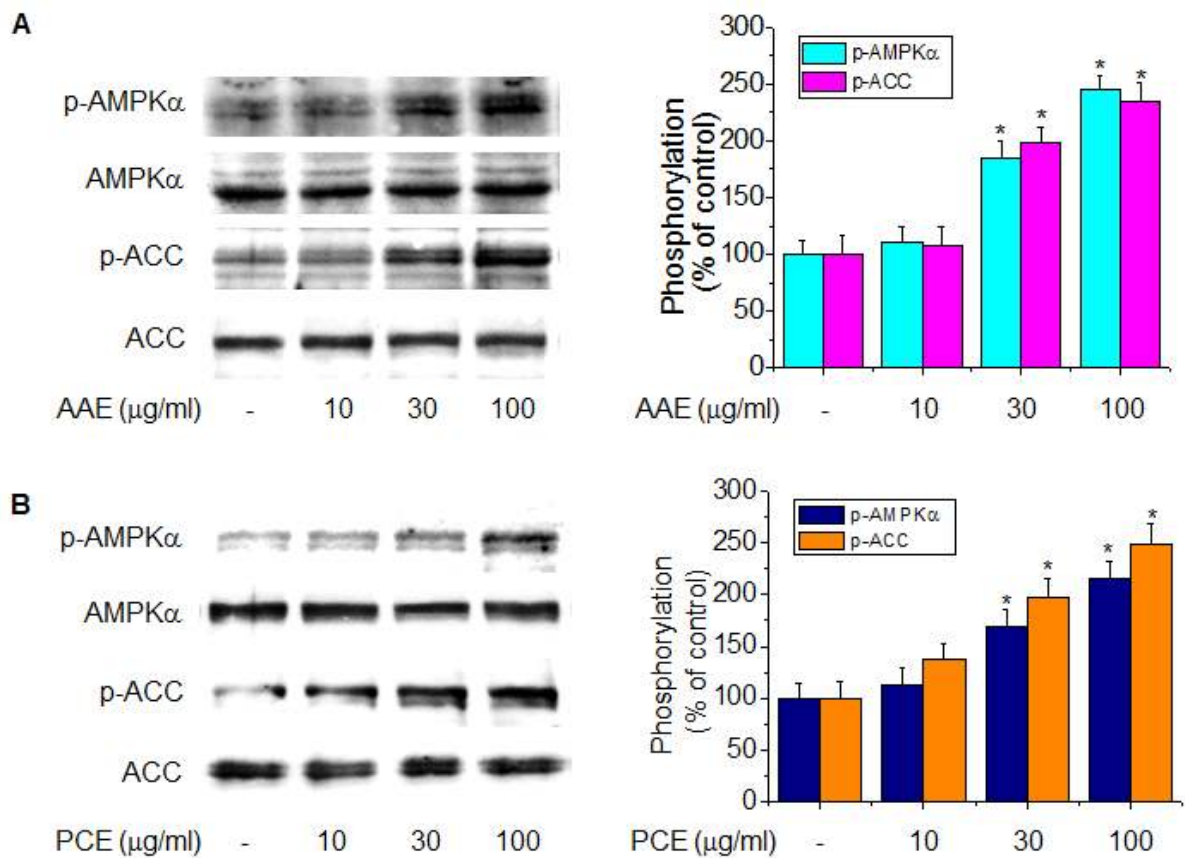 A
p-AMPKα
AMPKα
p-ACC
ACC
AAE (μg/ml) - 10 30 100
Phosphorylation
(% of control)
300
250
200
150
100
50
0
p-AMPKα
p-ACC
* * * *
AAE (μg/ml) - 10 30 100
B
p-AMPKα
AMPKα
p-ACC
ACC
PCE (μg/ml) - 10 30 100
Phosphorylation
(% of control)
300
250
200
150
100
50
0
p-AMPKα
p-ACC
* * * *
PCE (μg/ml) - 10 30 100